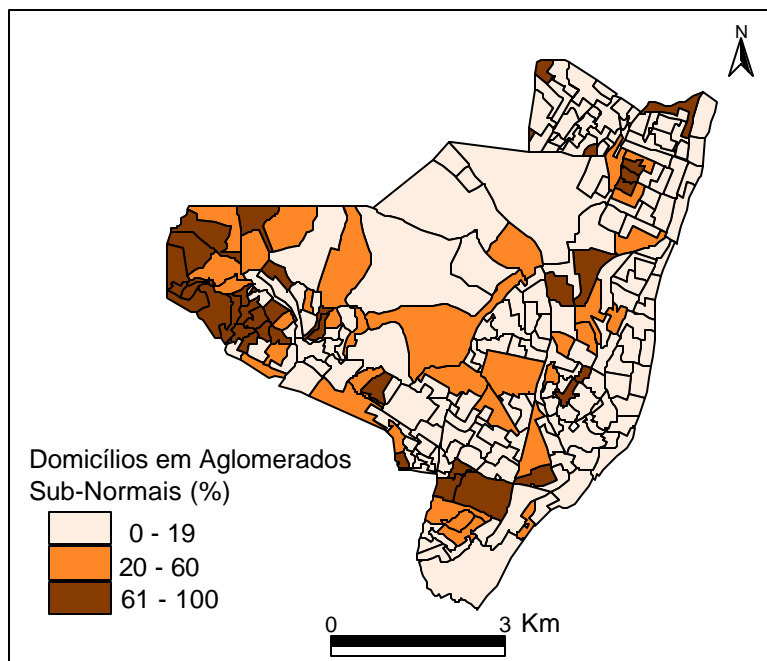 N
Domicílios em Aglomerados
Sub-Normais (%)
0 - 19
20 - 60
61 - 100
0 3 Km